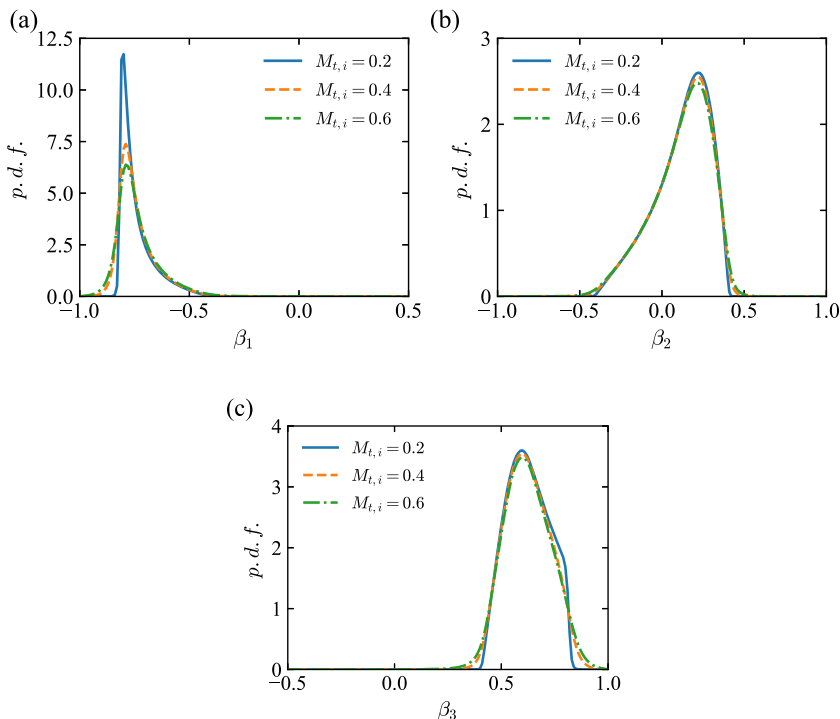 (a)
12.5
10.0
7.5
5.0
2.5
0.0
p. d. f.
−1.0 −0.5 0.0 0.5
β₁
M_{t, i} = 0.2
M_{t, i} = 0.4
M_{t, i} = 0.6
(b)
3
2
1
0
p. d. f.
−1.0 −0.5 0.0 0.5 1.0
β₂
M_{t, i} = 0.2
M_{t, i} = 0.4
M_{t, i} = 0.6
(c)
4
3
2
1
0
p. d. f.
−0.5 0.0 0.5 1.0
β₃
M_{t, i} = 0.2
M_{t, i} = 0.4
M_{t, i} = 0.6